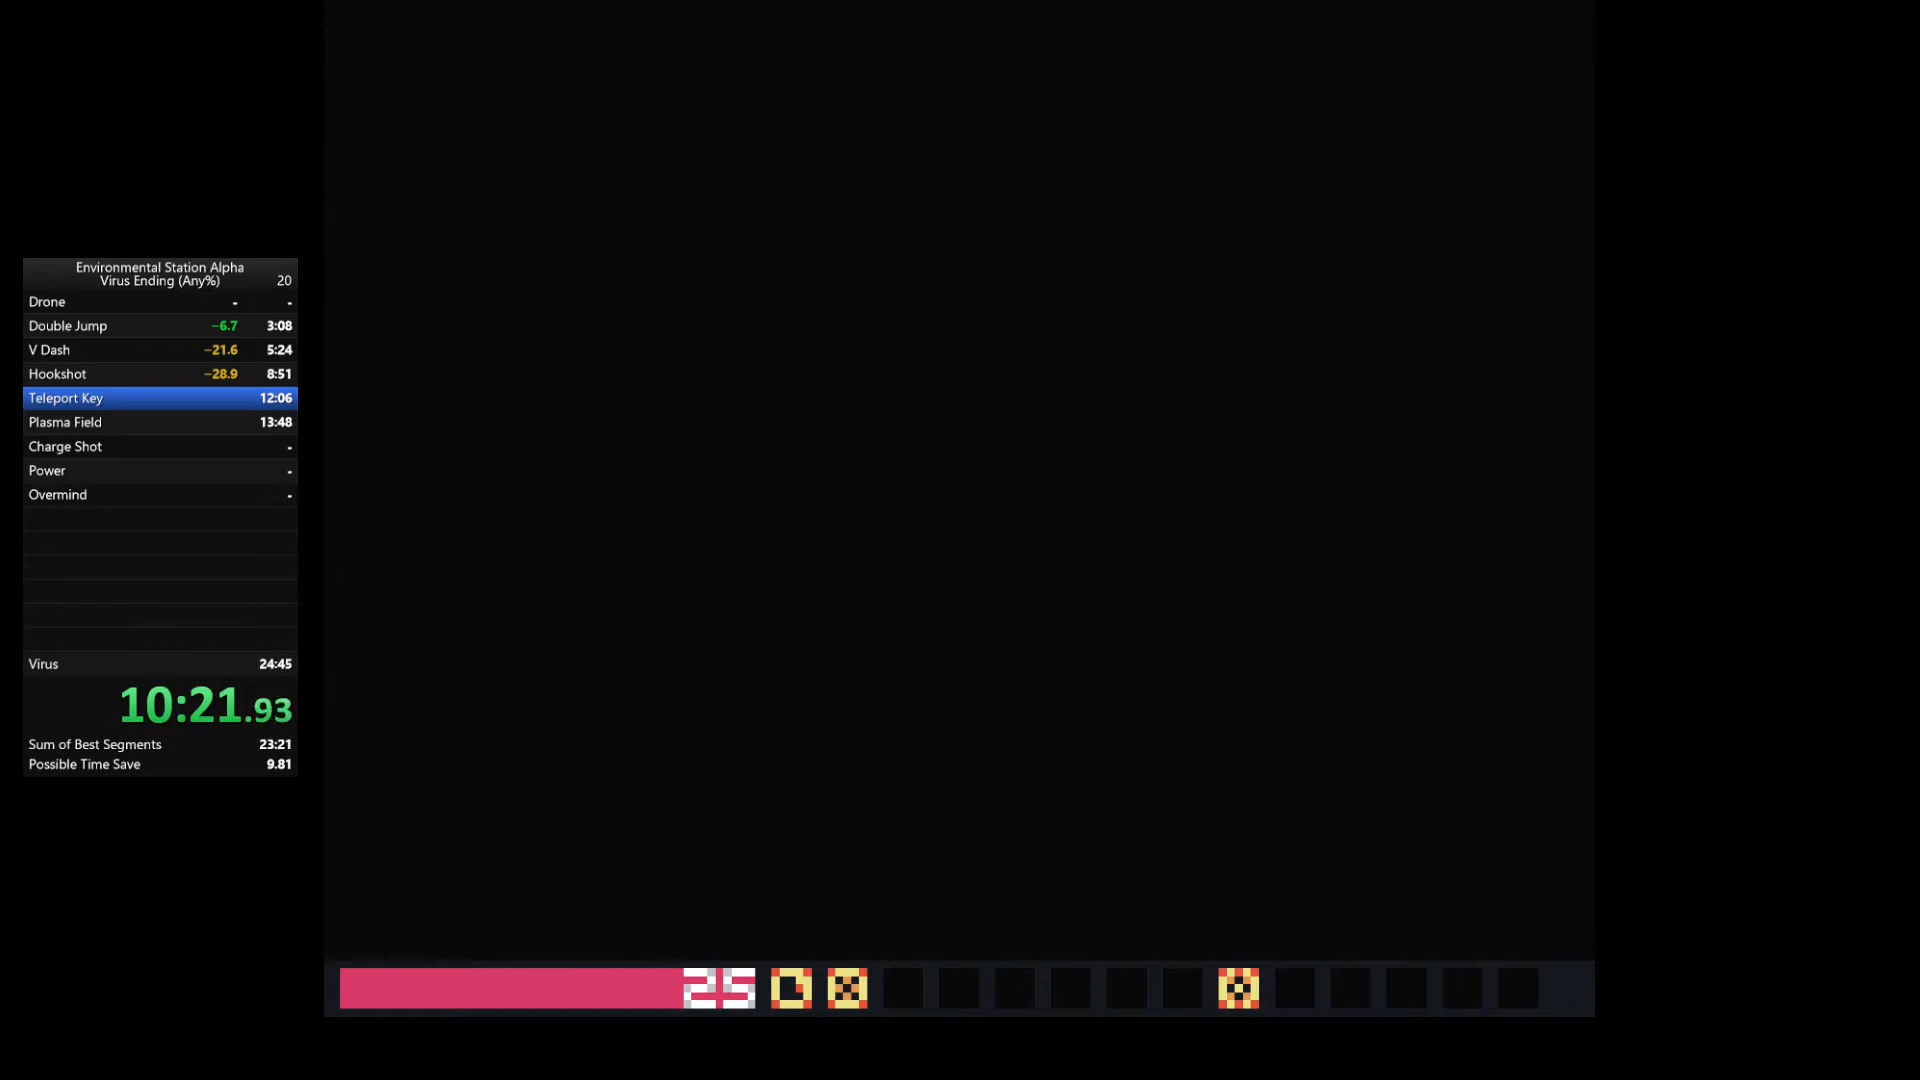 Environmental Station Alpha
Virus Ending (Any%) 20
Drone - -
Double Jump −6.7 3:08
V Dash −21.6 5:24
Hookshot −28.9 8:51
Teleport Key 12:06
Plasma Field 13:48
Charge Shot -
Power -
Overmind -
Virus 24:45
10:21.93
Sum of Best Segments 23:21
Possible Time Save 9.81
25